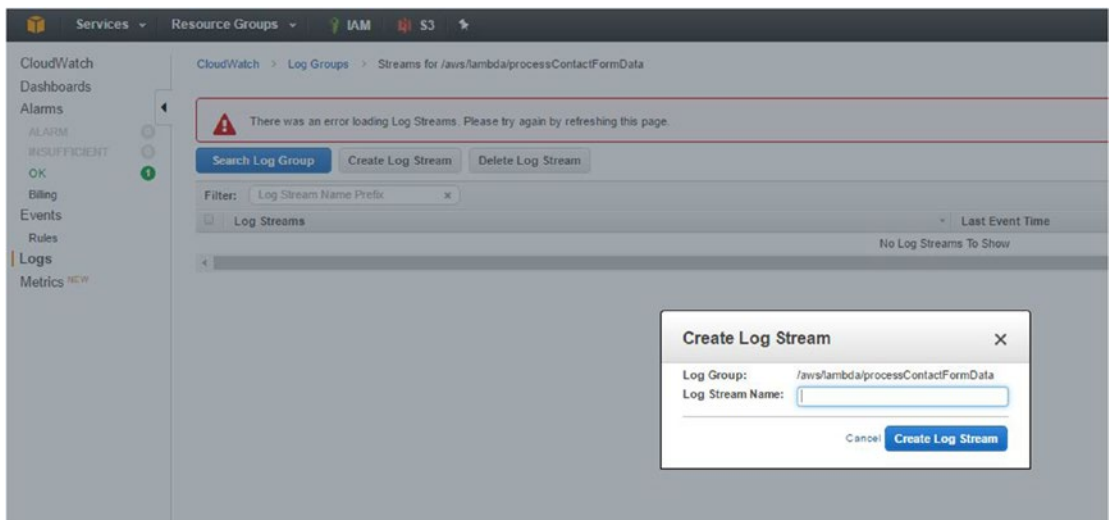 Services Resource Groups IAM S3
CloudWatch
Dashboards
Alarms
ALARM 0
INSUFFICIENT 0
OK 1
Billing
Events
Rules
Logs
Metrics NEW
CloudWatch > Log Groups > Streams for /aws/lambda/processContactFormData
There was an error loading Log Streams. Please try again by refreshing this page.
Search Log Group Create Log Stream Delete Log Stream
Filter: Log Stream Name Prefix x
Log Streams Last Event Time
No Log Streams To Show
Create Log Stream ×
Log Group: /aws/lambda/processContactFormData
Log Stream Name:
Cancel Create Log Stream